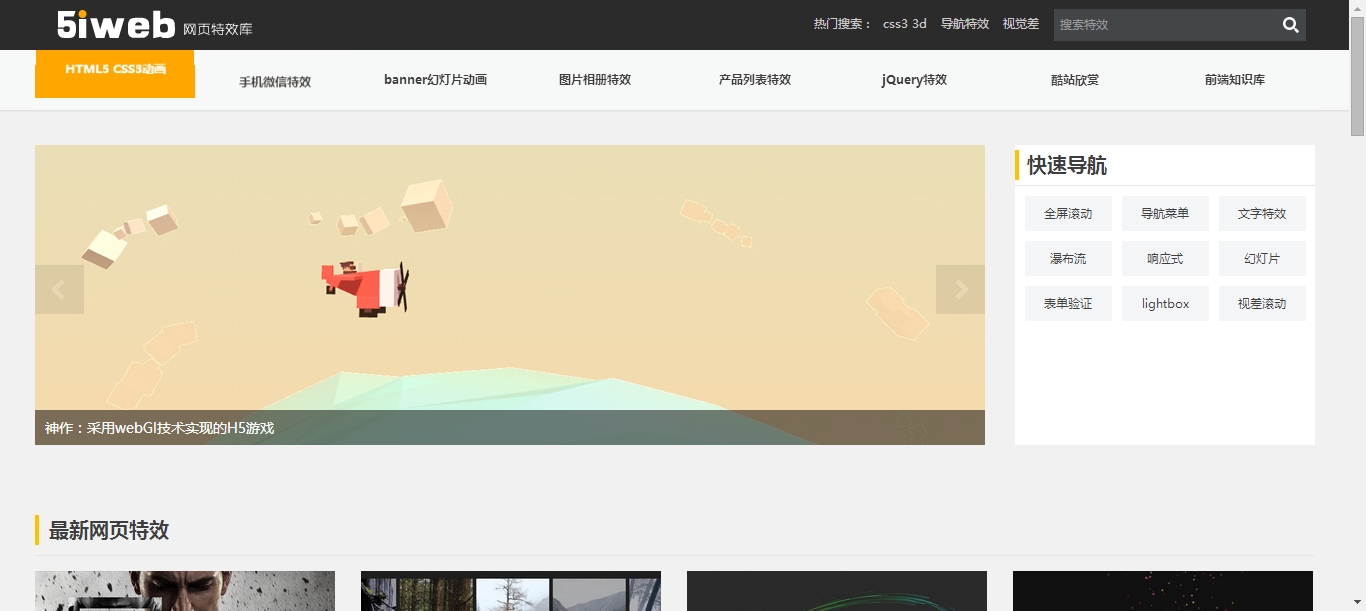 5iweb 网页特效库
热门搜索： css3 3d 导航特效 视觉差 搜索特效
HTML5 CSS3动画 手机微信特效 banner幻灯片动画 图片相册特效 产品列表特效 jQuery特效 酷站欣赏 前端知识库
快速导航
全屏滚动 导航菜单 文字特效
瀑布流 响应式 幻灯片
表单验证 lightbox 视差滚动
神作：采用webGl技术实现的H5游戏
最新网页特效